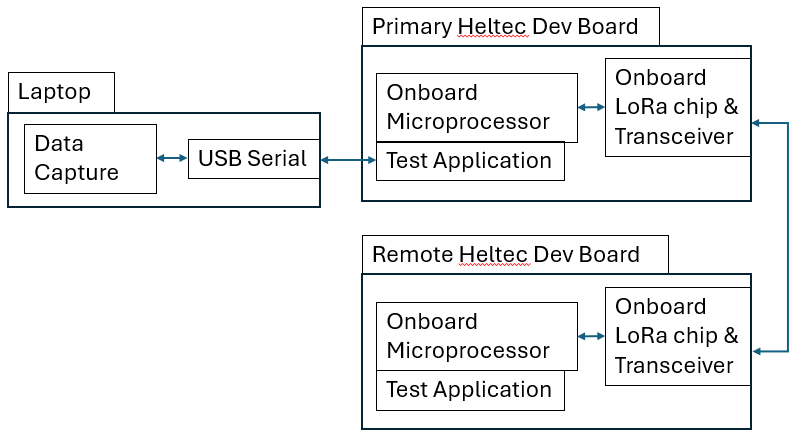 Primary Heltec Dev Board
Laptop
Data
Capture
USB Serial
Onboard
Microprocessor
Test Application
Onboard
LoRa chip &
Transceiver
Remote Heltec Dev Board
Onboard
Microprocessor
Test Application
Onboard
LoRa chip &
Transceiver